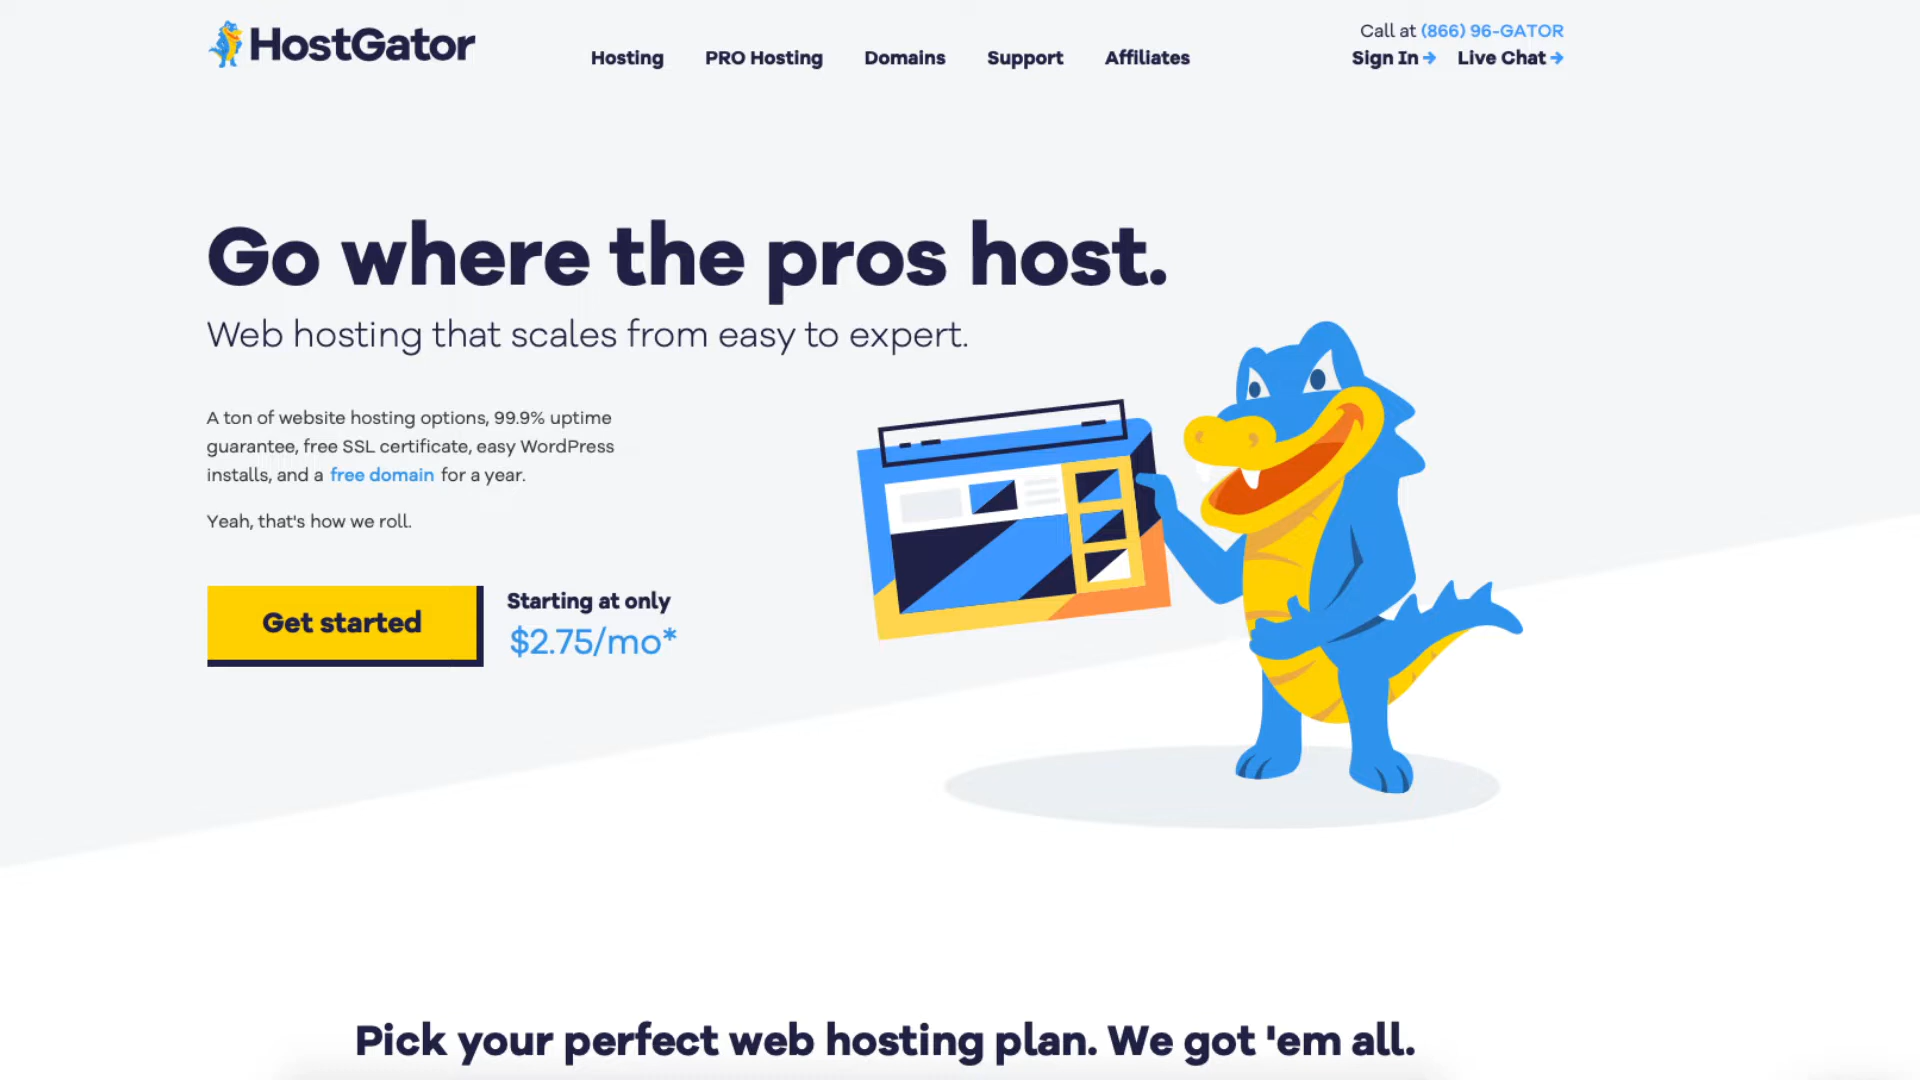 HostGator
Hosting
PRO Hosting
Domains
Support
Affiliates
Call at (866) 96-GATOR
Sign In
Live Chat
Go where the pros host.
Web hosting that scales from easy to expert.
A ton of website hosting options, 99.9% uptime
guarantee, free SSL certificate, easy WordPress
installs, and a free domain for a year.
Yeah, that's how we roll.
Get started
Starting at only
$2.75/mo*
Pick your perfect web hosting plan. We got 'em all.